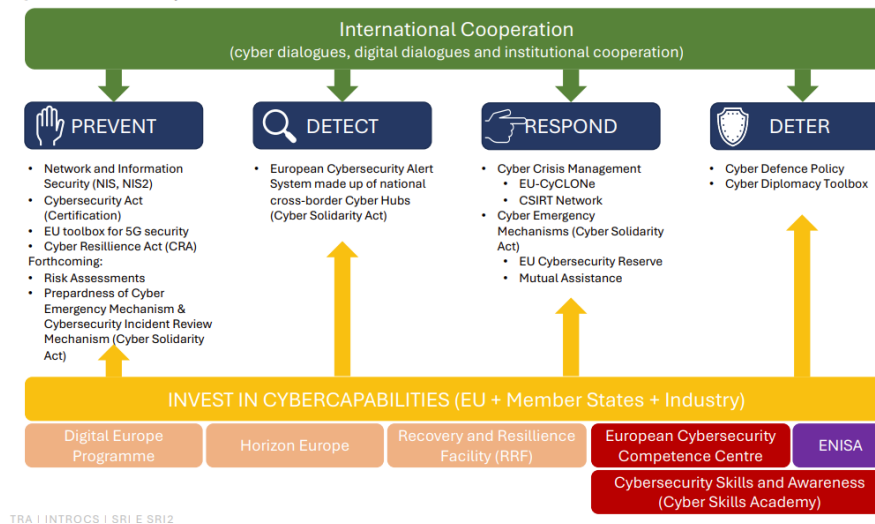 International Cooperation
(cyber dialogues, digital dialogues and institutional cooperation)
PREVENT
• Network and Information
Security (NIS, NIS2)
• Cybersecurity Act
(Certification)
• EU toolbox for 5G security
• Cyber Resillience Act (CRA)
Forthcoming:
• Risk Assessments
• Prepardness of Cyber
Emergency Mechanism &
Cybersecurity Incident Review
Mechanism (Cyber Solidarity
Act)
DETECT
• European Cybersecurity Alert
System made up of national
cross-border Cyber Hubs
(Cyber Solidarity Act)
RESPOND
• Cyber Crisis Management
• EU-CyCLONe
• CSIRT Network
• Cyber Emergency
Mechanisms (Cyber Solidarity
Act)
• EU Cybersecurity Reserve
• Mutual Assistance
DETER
• Cyber Defence Policy
• Cyber Diplomacy Toolbox
INVEST IN CYBERCAPABILITIES (EU + Member States + Industry)
Digital Europe
Programme
Horizon Europe
Recovery and Resillience
Facility (RRF)
European Cybersecurity
Competence Centre
ENISA
Cybersecurity Skills and Awareness
(Cyber Skills Academy)
TRA | INTROCS | SRI E SRI2